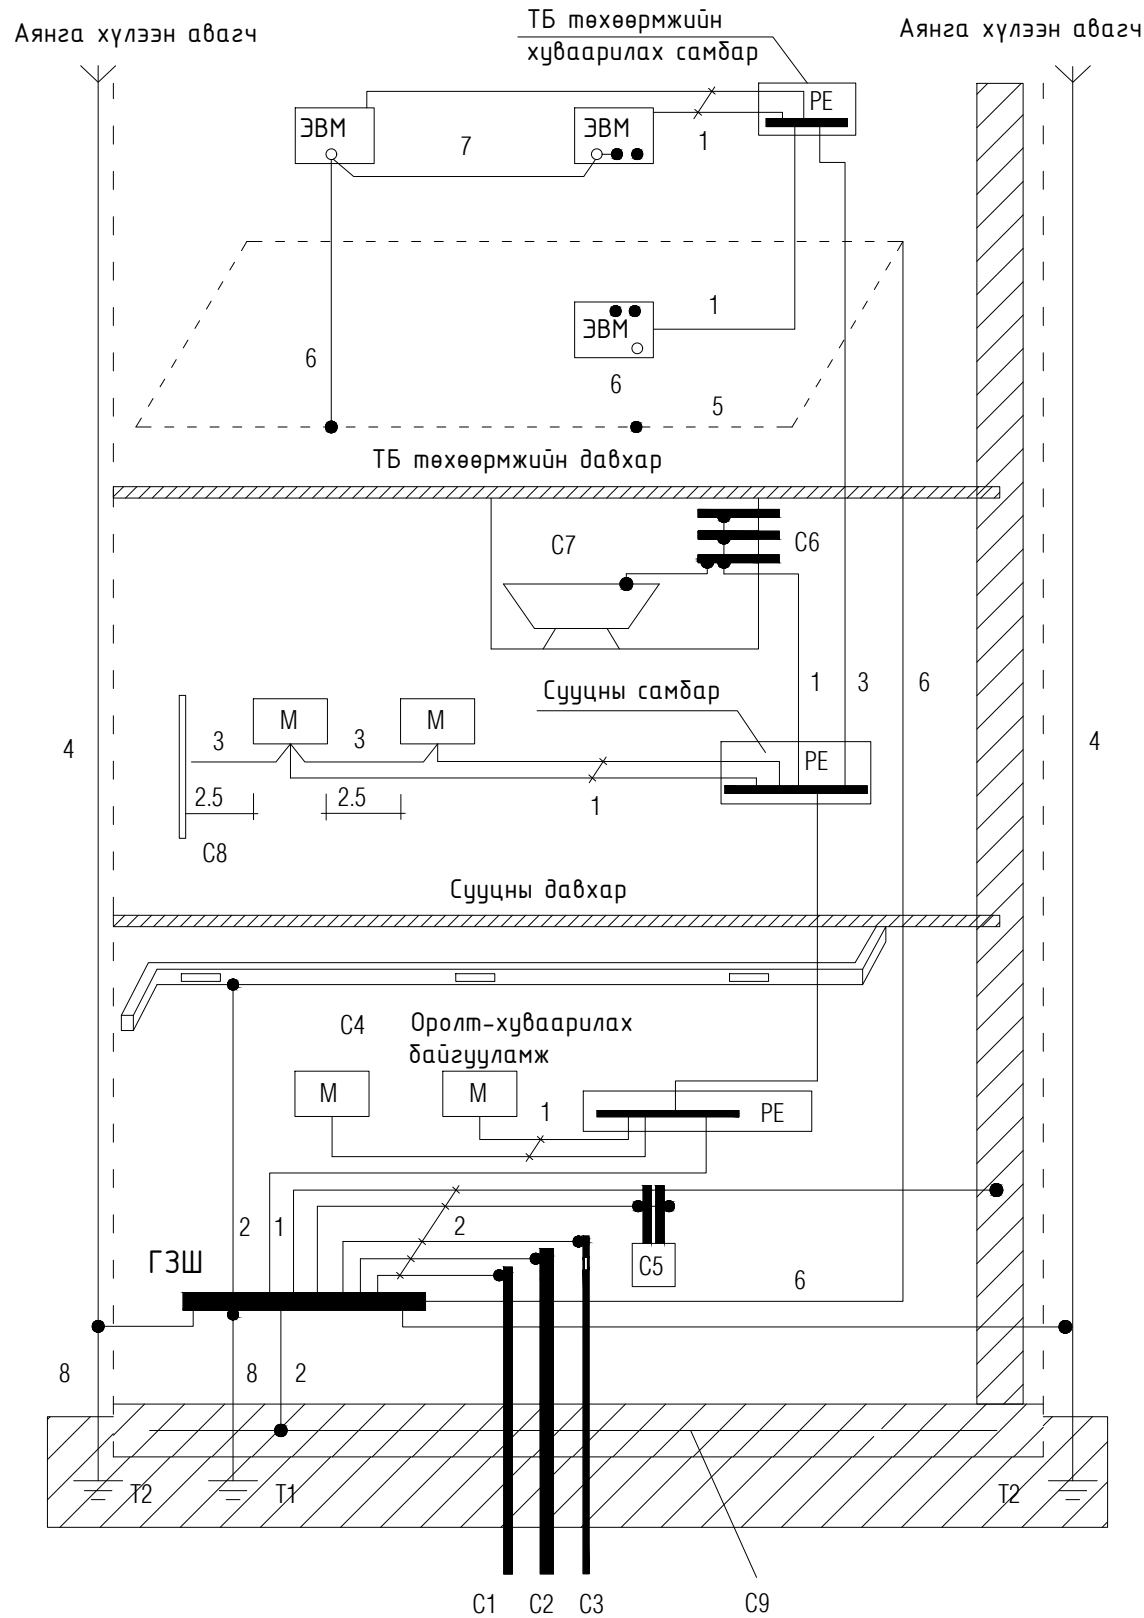 Аянга хүлээн авагч
ТБ төхөөрмжийн
хуваарилах самбар
Аянга хүлээн авагч
PE
ЭВМ
7
ЭВМ
1
1
ЭВМ
6
6
5
ТБ төхөөрмжийн давхар
C7
C6
Сууцны самбар
1
3
6
4
3
M
3
M
PE
4
2.5
2.5
1
C8
Сууцны давхар
C4
Оролт-хуваарилах
байгууламж
M
M
1
PE
2
1
2
ГЗШ
C5
6
8
8
2
T2
T1
T2
C1
C2
C3
C9